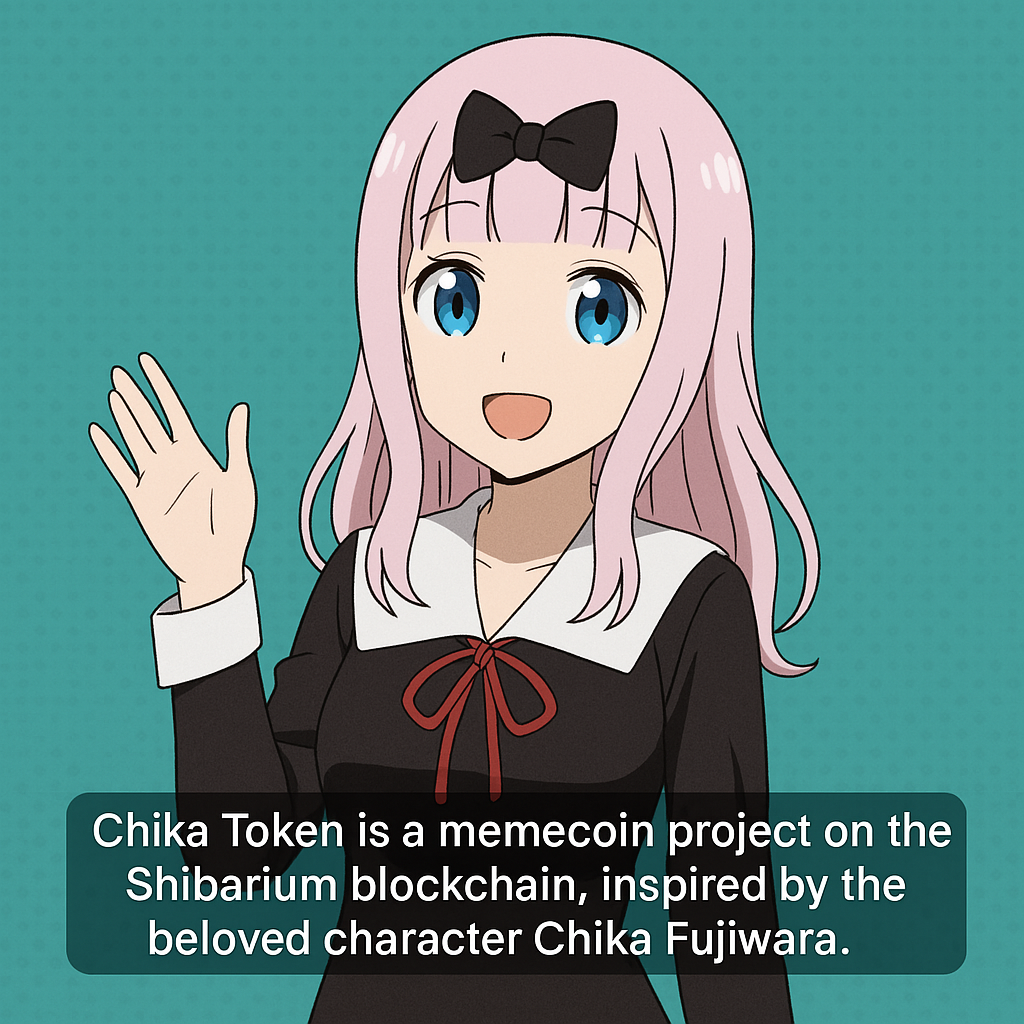 Chika Token is a memecoin project on the
Shibarium blockchain, inspired by the
beloved character Chika Fujiwara.